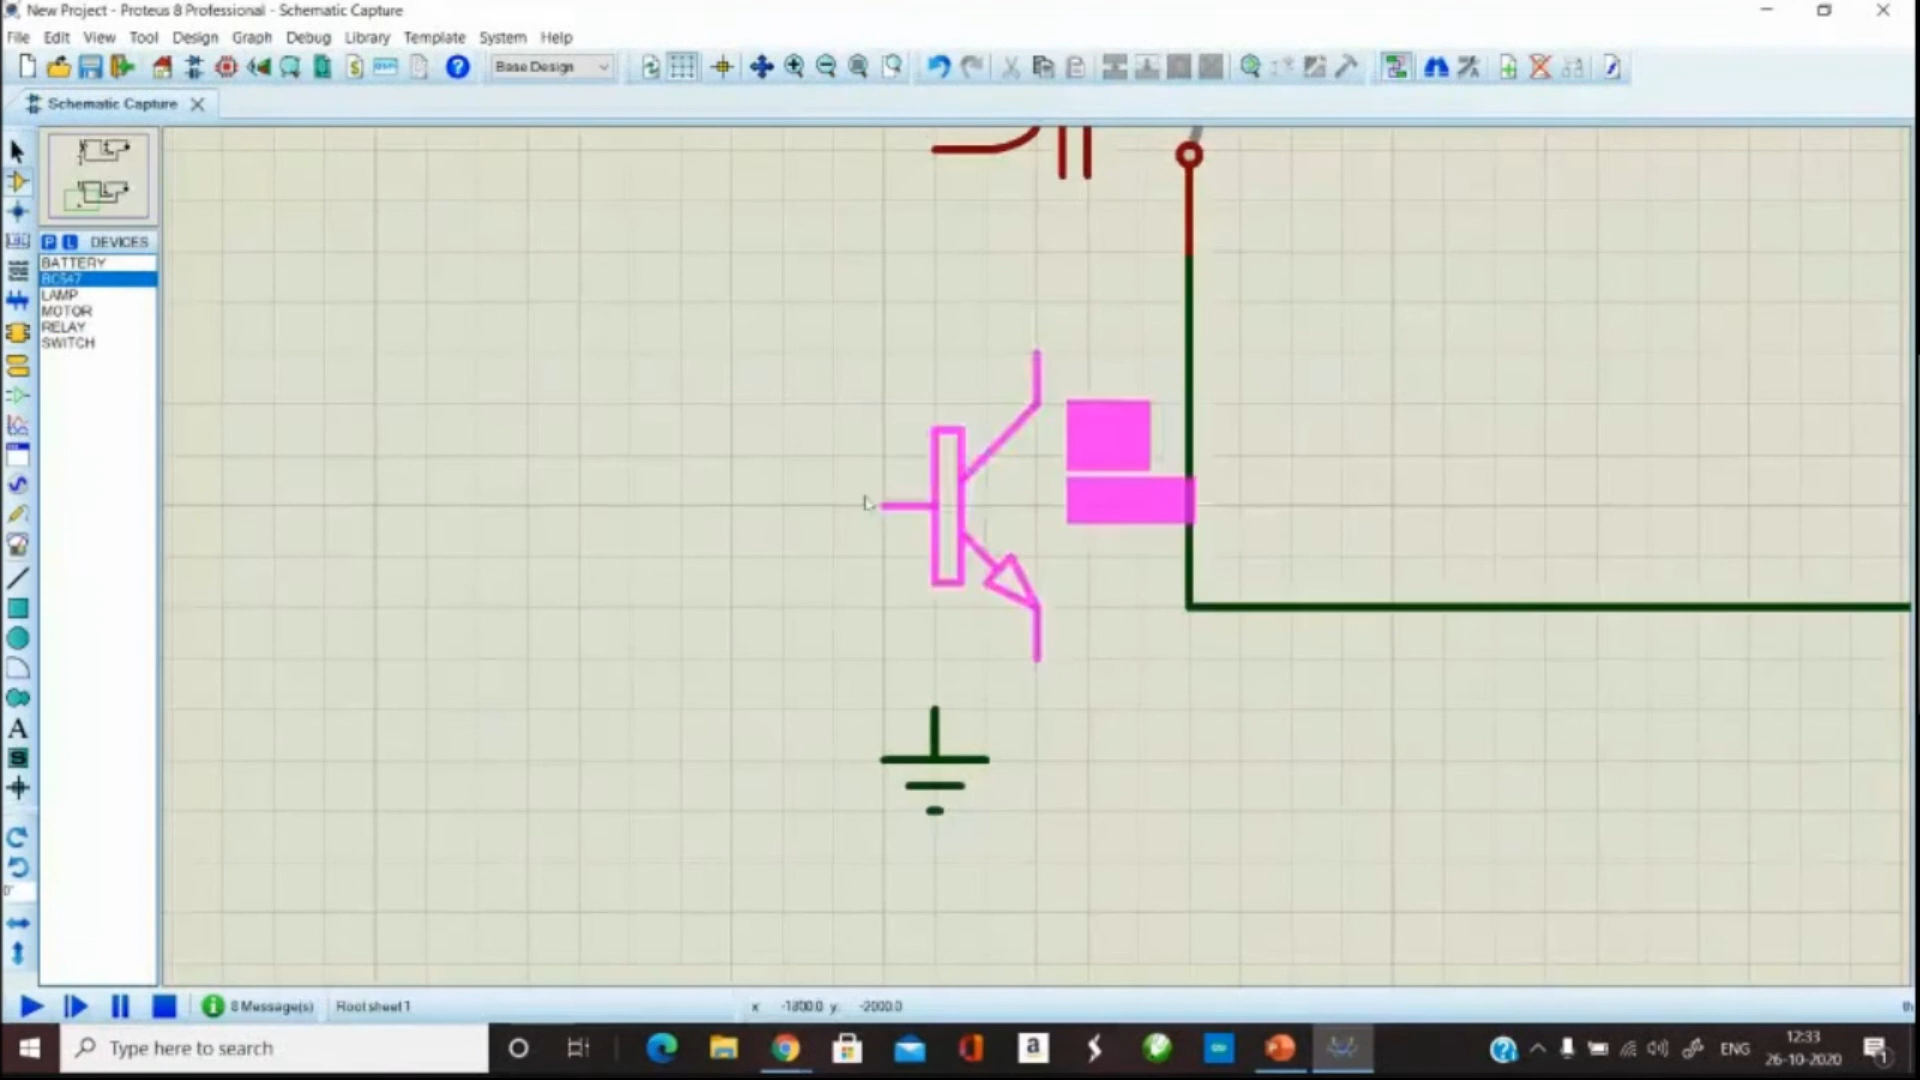 New Project - Proteus 8 Professional - Schematic Capture
File Edit View Tool Design Graph Debug Library Template System Help
Base Design
Schematic Capture
P L DEVICES
BATTERY
BC547
LAMP
MOTOR
RELAY
SWITCH
A
S
8 Message(s) Root sheet 1 x -1800.0 y -2000.0
Type here to search
a
ENG
12:33
26-10-2020
1